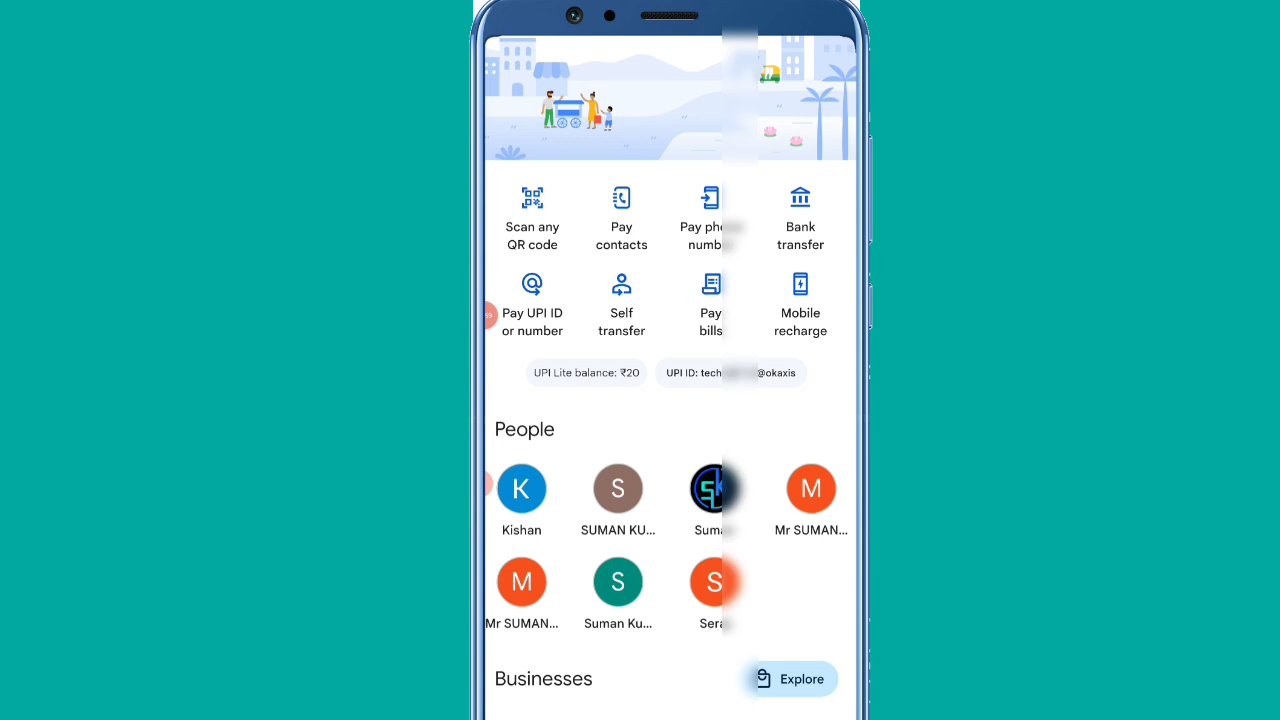 Scan any Pay Pay Bank
QR code contacts transfer
Pay UPI ID Self Pay Mobile
or number transfer bills recharge
UPI Lite balance: ₹20 UPI ID: tech @okaxis
People
K S M
Kishan SUMAN KU... Mr SUMAN...
M S S
Mr SUMAN... Suman Ku...
Businesses Explore